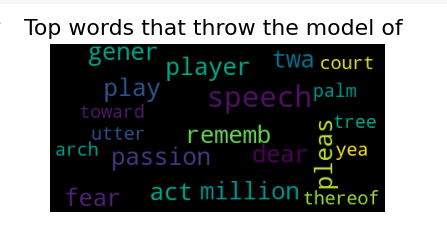 Top words that throw the model of
gener
player
twa
court
play
speech
palm
toward
utter
rememb
pleas
tree
arch
passion
dear
yea
fear
act
million
thereof